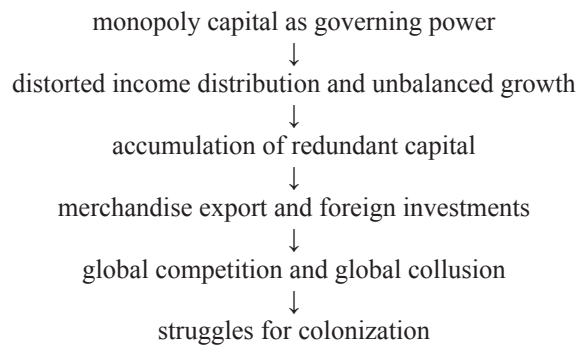 monopoly capital as governing power
↓
distorted income distribution and unbalanced growth
↓
accumulation of redundant capital
↓
merchandise export and foreign investments
↓
global competition and global collusion
↓
struggles for colonization